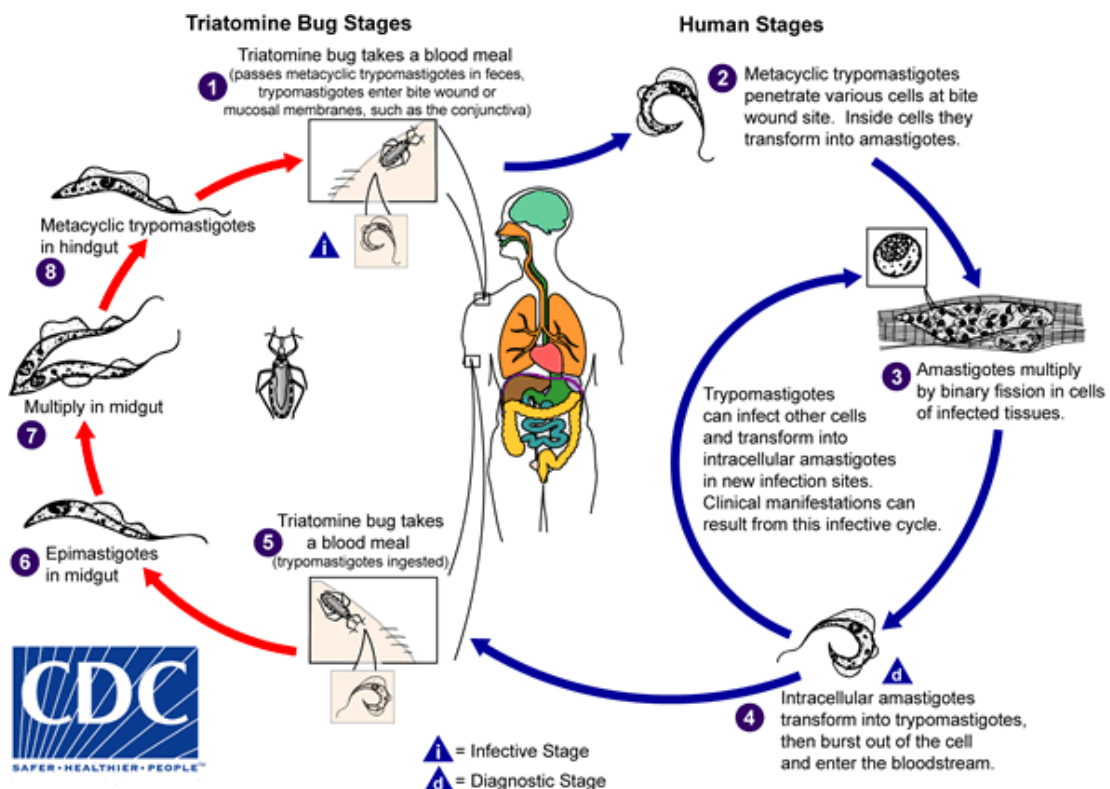 Triatomine Bug Stages
Human Stages
1
Triatomine bug takes a blood meal
(passes metacyclic trypomastigotes in feces,
trypomastigotes enter bite wound or
mucosal membranes, such as the conjunctiva)
i
2
Metacyclic trypomastigotes
penetrate various cells at bite
wound site. Inside cells they
transform into amastigotes.
3
Amastigotes multiply
by binary fission in cells
of infected tissues.
Trypomastigotes
can infect other cells
and transform into
intracellular amastigotes
in new infection sites.
Clinical manifestations can
result from this infective cycle.
d
4
Intracellular amastigotes
transform into trypomastigotes,
then burst out of the cell
and enter the bloodstream.
5
Triatomine bug takes
a blood meal
(trypomastigotes ingested)
6
Epimastigotes
in midgut
7
Multiply in midgut
8
Metacyclic trypomastigotes
in hindgut
CDC
SAFER•HEALTHIER•PEOPLE™
i = Infective Stage
d = Diagnostic Stage